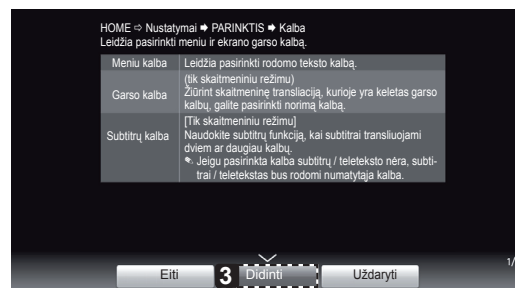 HOME ⇨ Nustatymai ➡ PARINKTIS ➡ Kalba
Leidžia pasirinkti meniu ir ekrano garso kalbą.
Meniu kalba
Leidžia pasirinkti rodomo teksto kalbą.
Garso kalba
(tik skaitmeniniu režimu)
Žiūrint skaitmeninę transliaciją, kurioje yra keletas garso
kalbų, galite pasirinkti norimą kalbą.
Subtitrų kalba
[Tik skaitmeniniu režimu]
Naudokite subtitrų funkciją, kai subtitrai transliuojami
dviem ar daugiau kalbų.
✎ Jeigu pasirinkta kalba subtitrų / teleteksto nėra, subti-
trai / teletekstas bus rodomi numatytąja kalba.
Eiti
3 Didinti
Uždaryti
1/